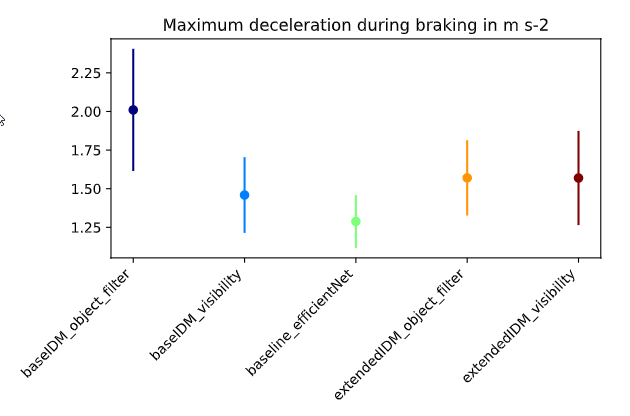 Maximum deceleration during braking in m s-2
2.25
2.00
1.75
1.50
1.25
baseIDM_object_filter
baseIDM_visibility
baseline_efficientNet
extendedIDM_object_filter
extendedIDM_visibility